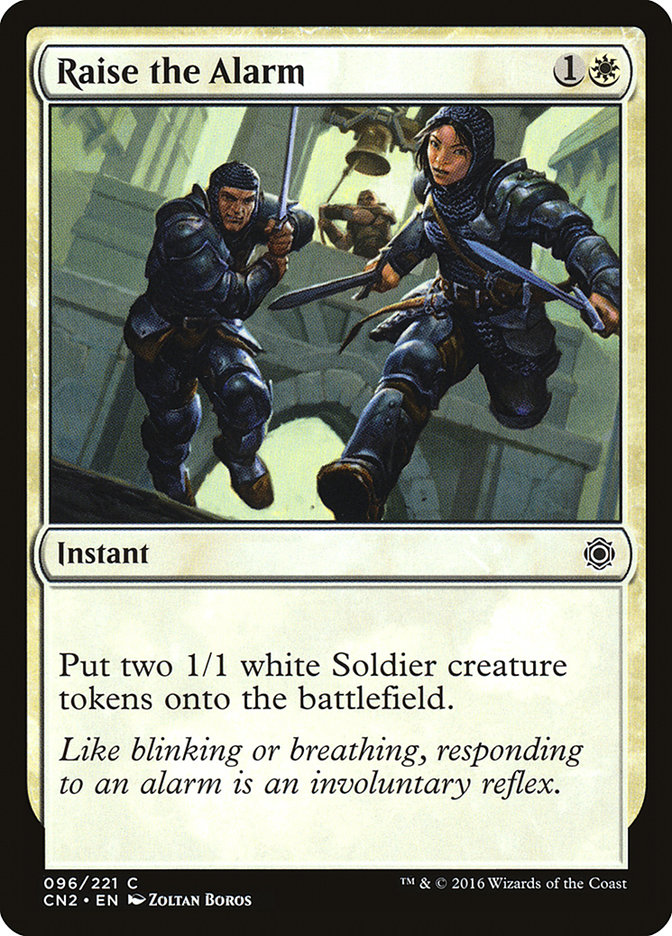 Raise the Alarm 1
Instant
Put two 1/1 white Soldier creature
tokens onto the battlefield.
Like blinking or breathing, responding
to an alarm is an involuntary reflex.
096/221 C
CN2 • EN Zoltan Boros
™ & © 2016 Wizards of the Coast